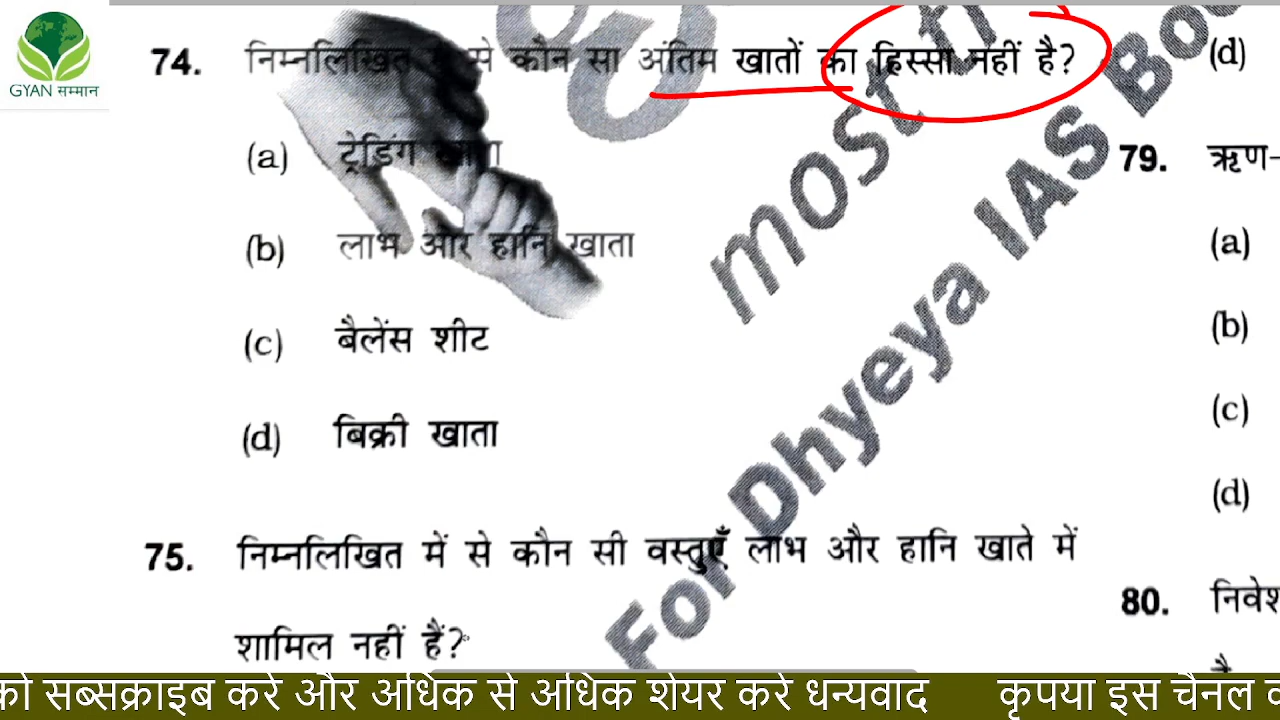 GYAN सम्मान
74. निम्नलिखित में से कौन सा अंतिम खातों का हिस्सा नहीं है?
(a) ट्रेडिंग खाता
(b) लाभ और हानि खाता
(c) बैलेंस शीट
(d) बिक्री खाता
75. निम्नलिखित में से कौन सी वस्तुएँ लाभ और हानि खाते में
शामिल नहीं हैं?
(d)
79. ऋण-
(a)
(b)
(c)
(d)
80. निवेश
है
most
For Dhyeya IAS
को सब्सक्राइब करे और अधिक से अधिक शेयर करे धन्यवाद कृपया इस चैनल